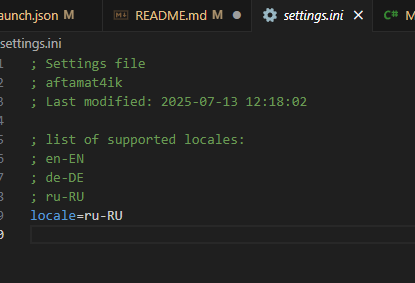 aunch.json M
README.md M
settings.ini
C# M
settings.ini
1 ; Settings file
2 ; aftamat4ik
3 ; Last modified: 2025-07-13 12:18:02
4
5 ; list of supported locales:
6 ; en-EN
7 ; de-DE
8 ; ru-RU
9 locale=ru-RU
0